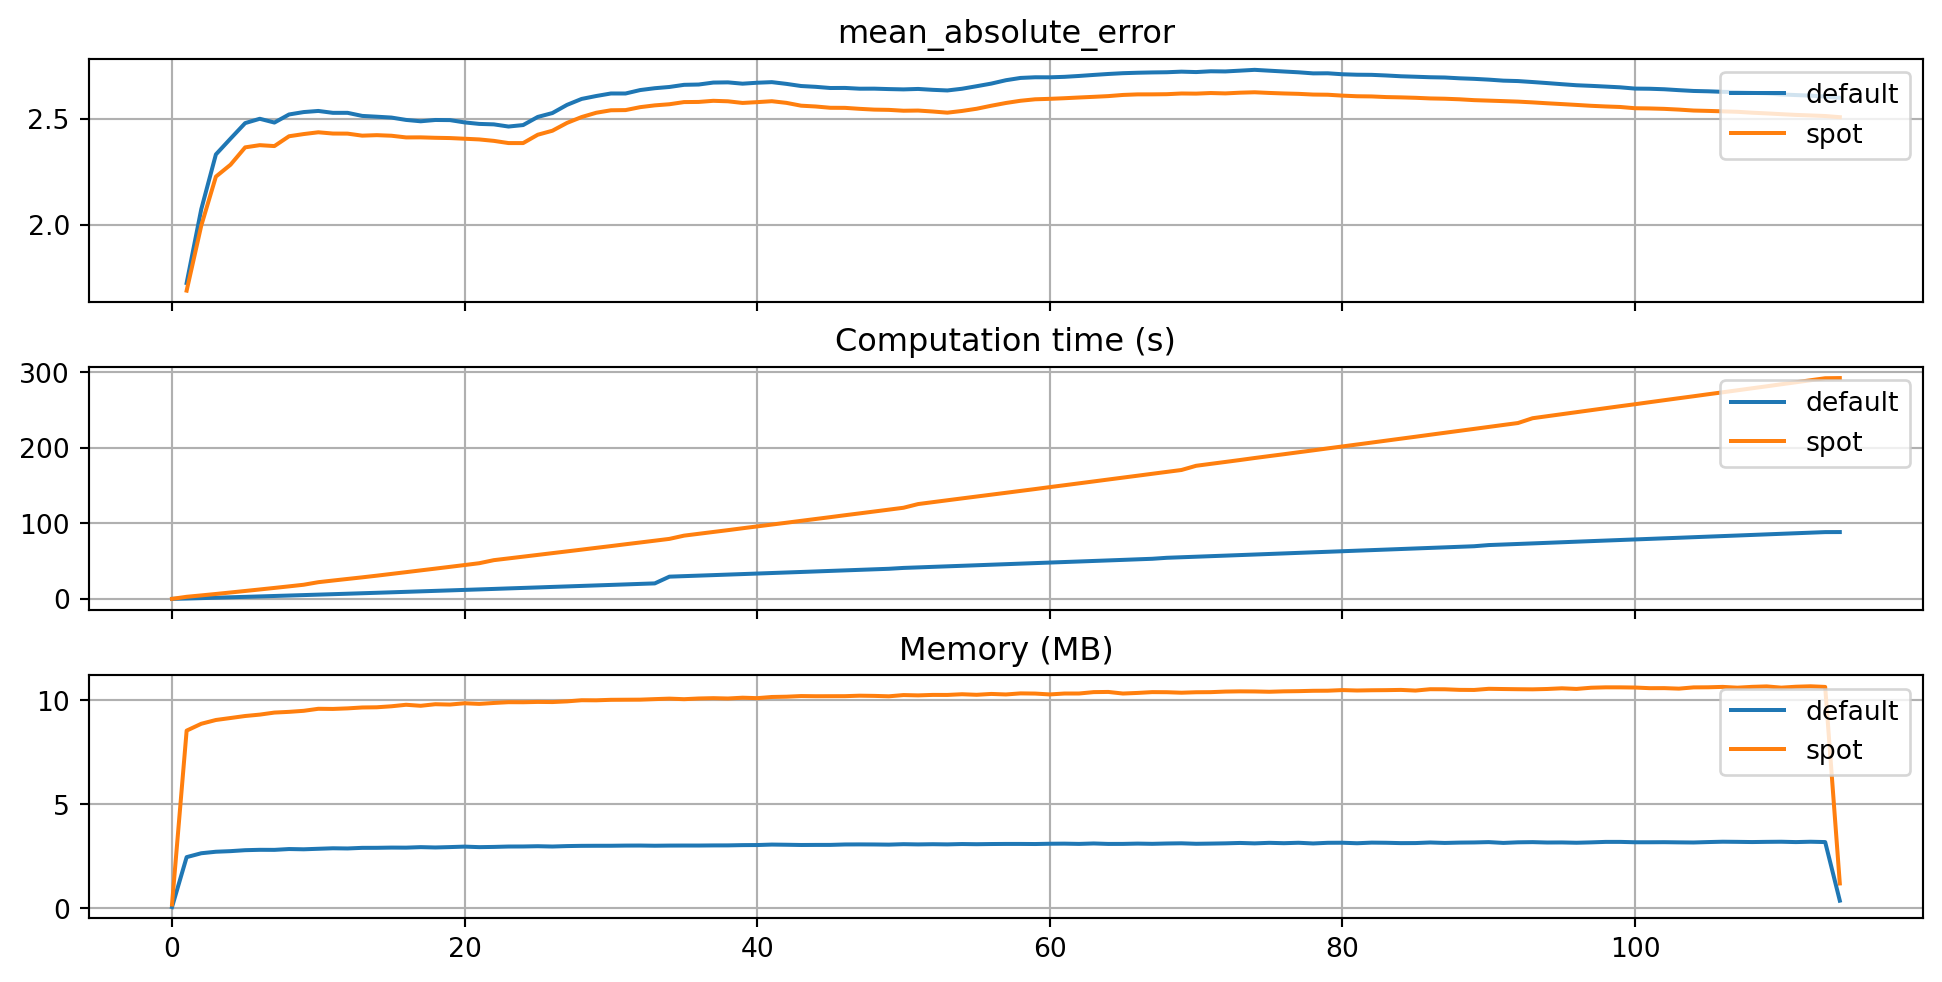 mean_absolute_error
2.5
2.0
default
spot
Computation time (s)
300
200
100
0
default
spot
Memory (MB)
10
5
0
default
spot
0 20 40 60 80 100